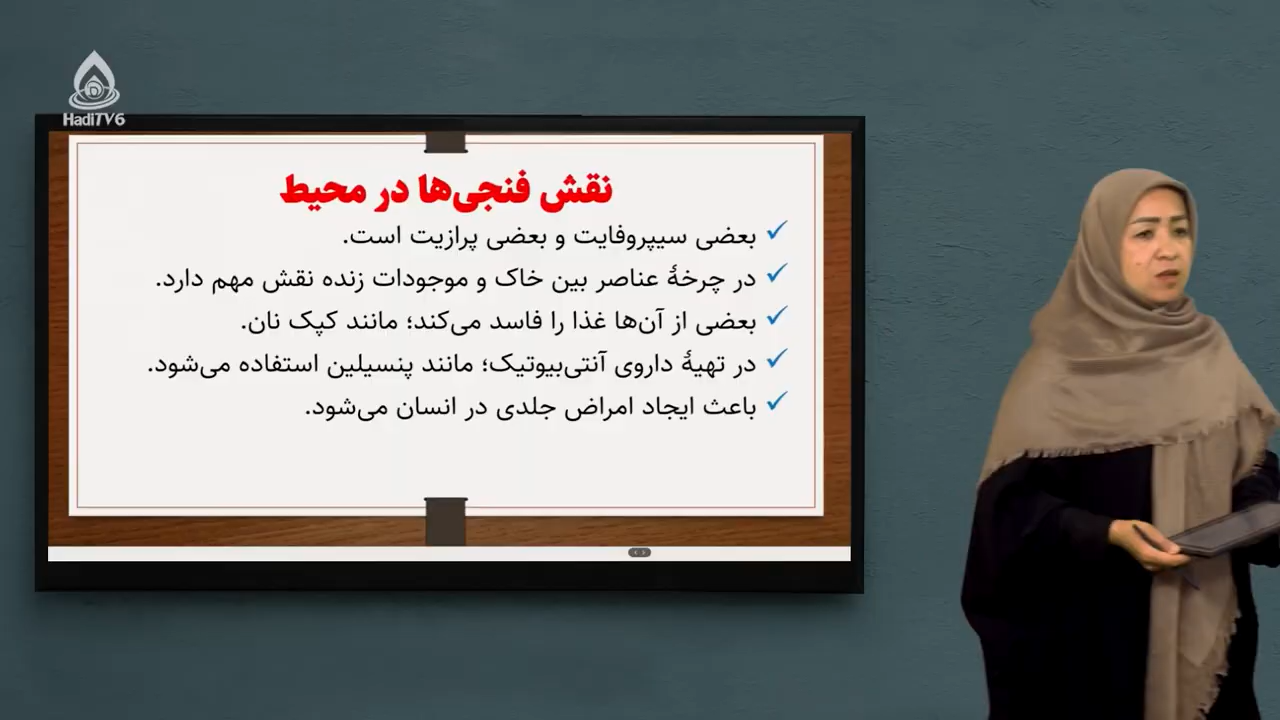 HadiTV6
نقش فنجی‌ها در محیط
بعضی سیپروفایت و بعضی پرازیت است.
در چرخهٔ عناصر بین خاک و موجودات زنده نقش مهم دارد.
بعضی از آن‌ها غذا را فاسد می‌کند؛ مانند کپک نان.
در تهیهٔ داروی آنتی‌بیوتیک؛ مانند پنسیلین استفاده می‌شود.
باعث ایجاد امراض جلدی در انسان می‌شود.